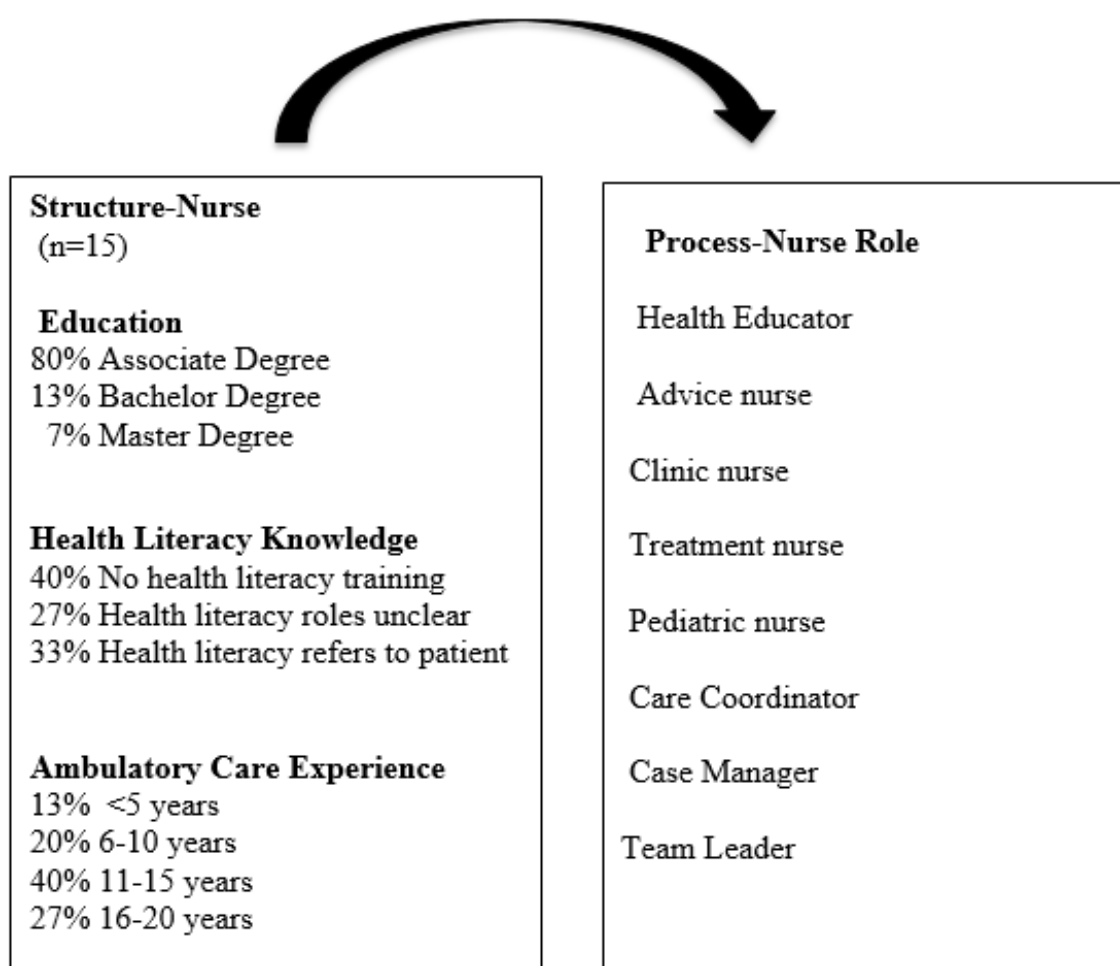 Structure-Nurse
(n=15)
Education
80% Associate Degree
13% Bachelor Degree
7% Master Degree
Health Literacy Knowledge
40% No health literacy training
27% Health literacy roles unclear
33% Health literacy refers to patient
Ambulatory Care Experience
13% <5 years
20% 6-10 years
40% 11-15 years
27% 16-20 years
Process-Nurse Role
Health Educator
Advice nurse
Clinic nurse
Treatment nurse
Pediatric nurse
Care Coordinator
Case Manager
Team Leader